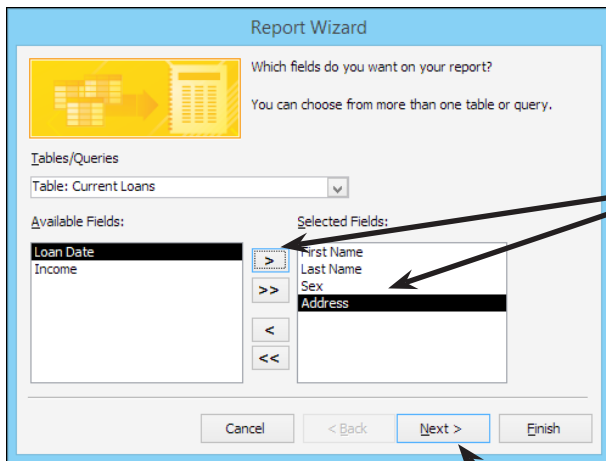 Report Wizard
Which fields do you want on your report?
You can choose from more than one table or query.
Tables/Queries
Table: Current Loans
Available Fields:
Selected Fields:
Loan Date
Income
>
>>
<
<<
First Name
Last Name
Sex
Address
Cancel
< Back
Next >
Finish